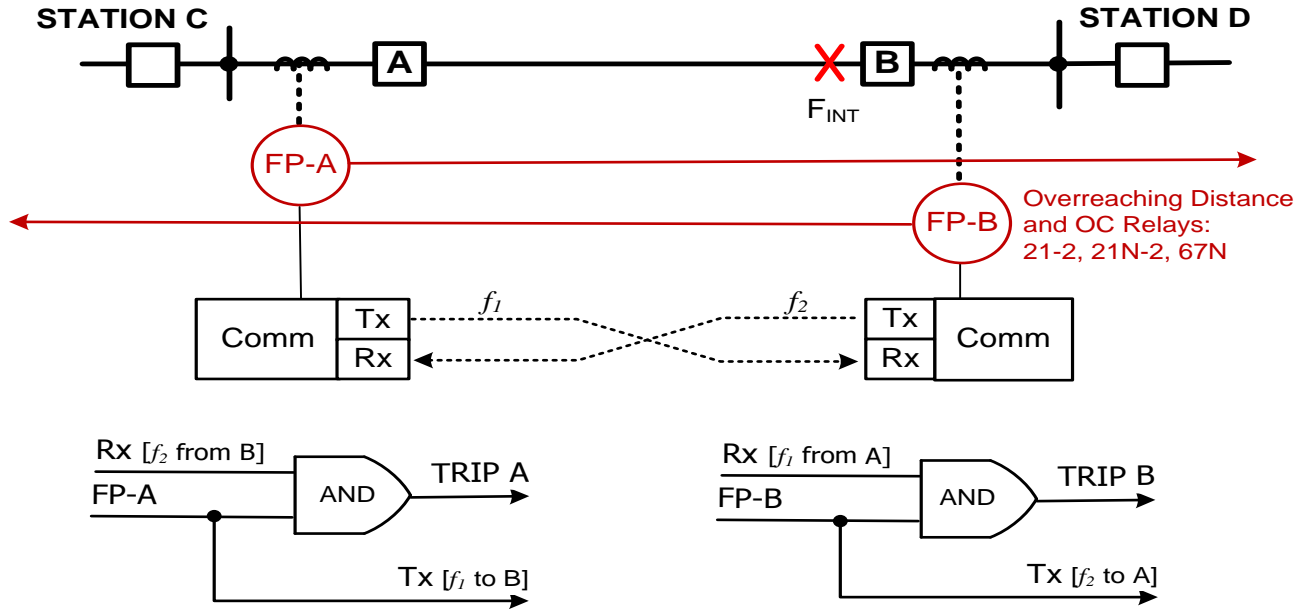 STATION C
STATION D
A
B
F_INT
FP-A
FP-B
Overreaching Distance
and OC Relays:
21-2, 21N-2, 67N
f1
f2
Comm
Tx
Rx
Tx
Rx
Comm
Rx [f2 from B]
FP-A
AND
TRIP A
Tx [f1 to B]
Rx [f1 from A]
FP-B
AND
TRIP B
Tx [f2 to A]